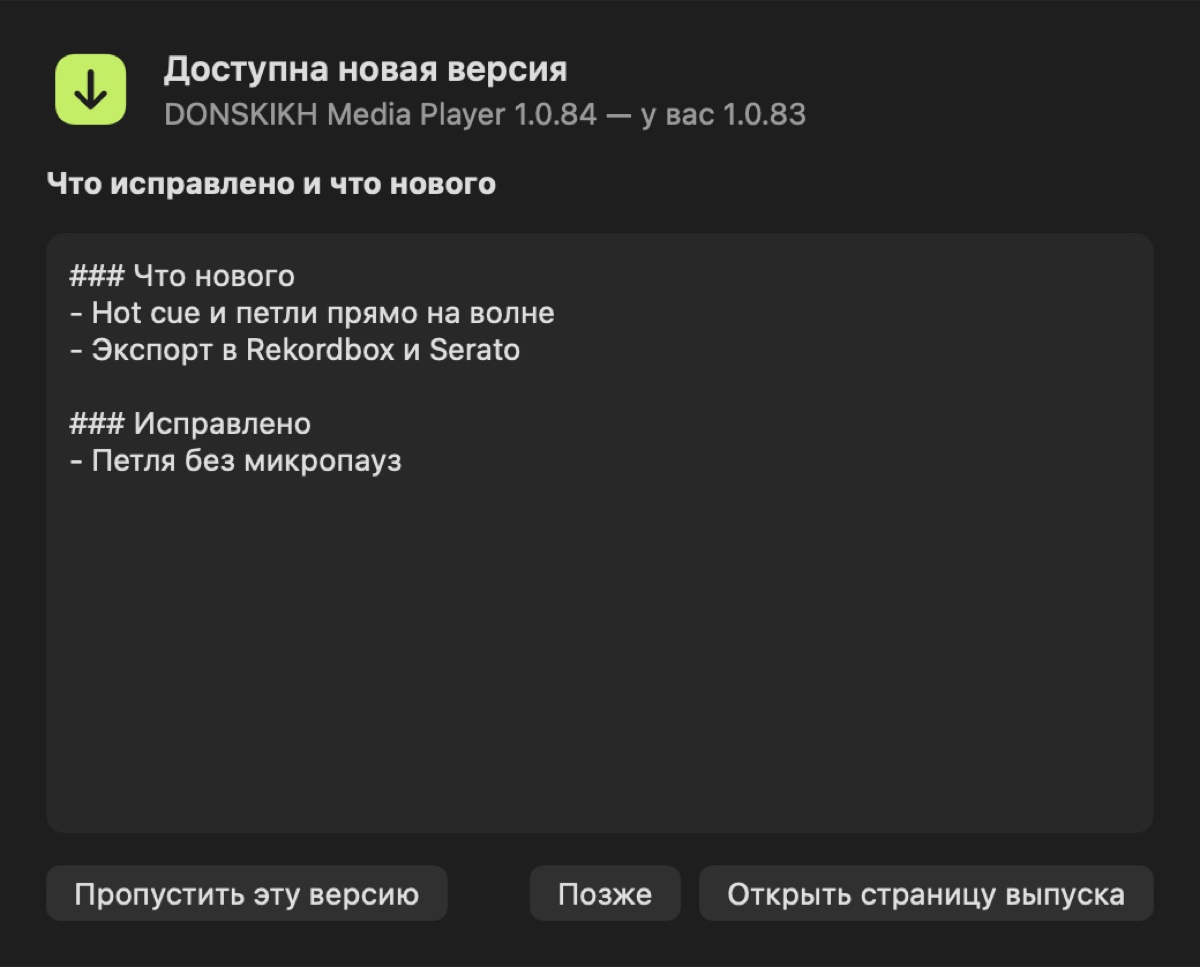 Доступна новая версия
DONSKIKH Media Player 1.0.84 — у вас 1.0.83
Что исправлено и что нового
### Что нового
- Hot cue и петли прямо на волне
- Экспорт в Rekordbox и Serato
### Исправлено
- Петля без микропауз
Пропустить эту версию
Позже
Открыть страницу выпуска